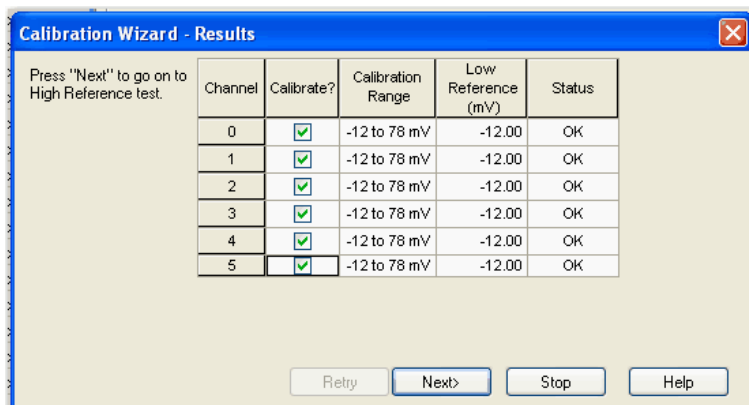 Calibration Wizard - Results
Press "Next" to go on to
High Reference test.
Channel Calibrate? Calibration Range Low Reference (mV) Status
0 -12 to 78 mV -12.00 OK
1 -12 to 78 mV -12.00 OK
2 -12 to 78 mV -12.00 OK
3 -12 to 78 mV -12.00 OK
4 -12 to 78 mV -12.00 OK
5 -12 to 78 mV -12.00 OK
Retry Next> Stop Help